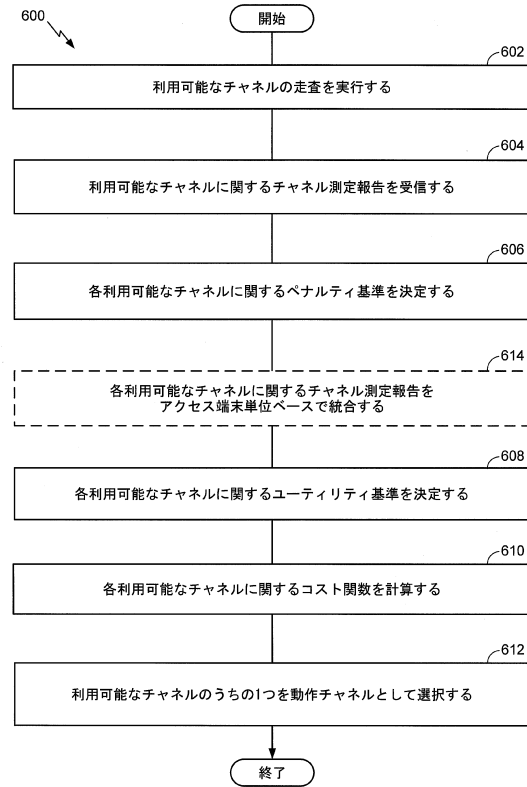 600
開始
602
利用可能なチャネルの走査を実行する
604
利用可能なチャネルに関するチャネル測定報告を受信する
606
各利用可能なチャネルに関するペナルティ基準を決定する
614
各利用可能なチャネルに関するチャネル測定報告を
アクセス端末単位ベースで統合する
608
各利用可能なチャネルに関するユーティリティ基準を決定する
610
各利用可能なチャネルに関するコスト関数を計算する
612
利用可能なチャネルのうちの1つを動作チャネルとして選択する
終了